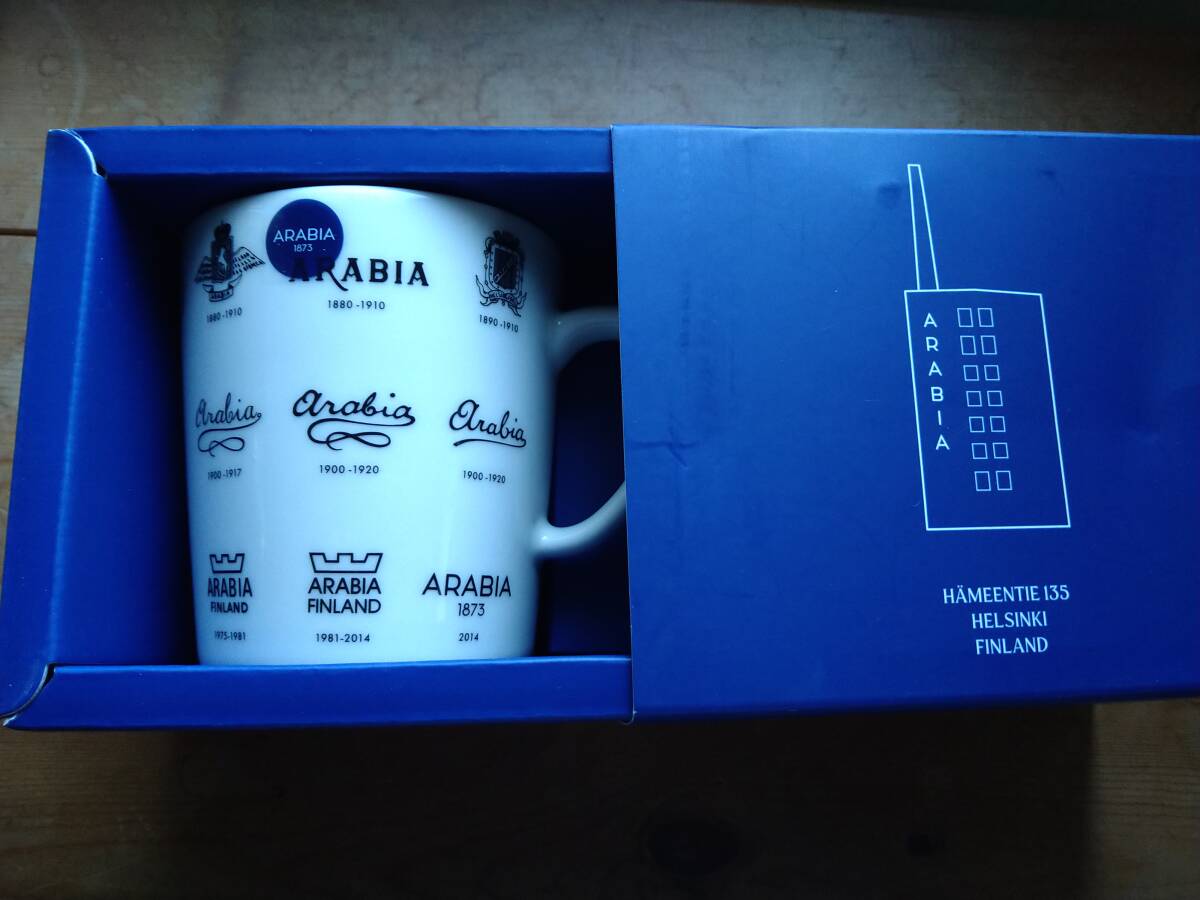 ARABIA
1873
ARABIA
ARABIA
1880-1910
1880-1910
1890-1910
Arabia
Arabia
Arabia
1900-1917
1900-1920
1900-1920
ARABIA
FINLAND
1975-1981
ARABIA
FINLAND
1981-2014
ARABIA
1873
2014
ARABIA
HÄMEENTIE 135
HELSINKI
FINLAND